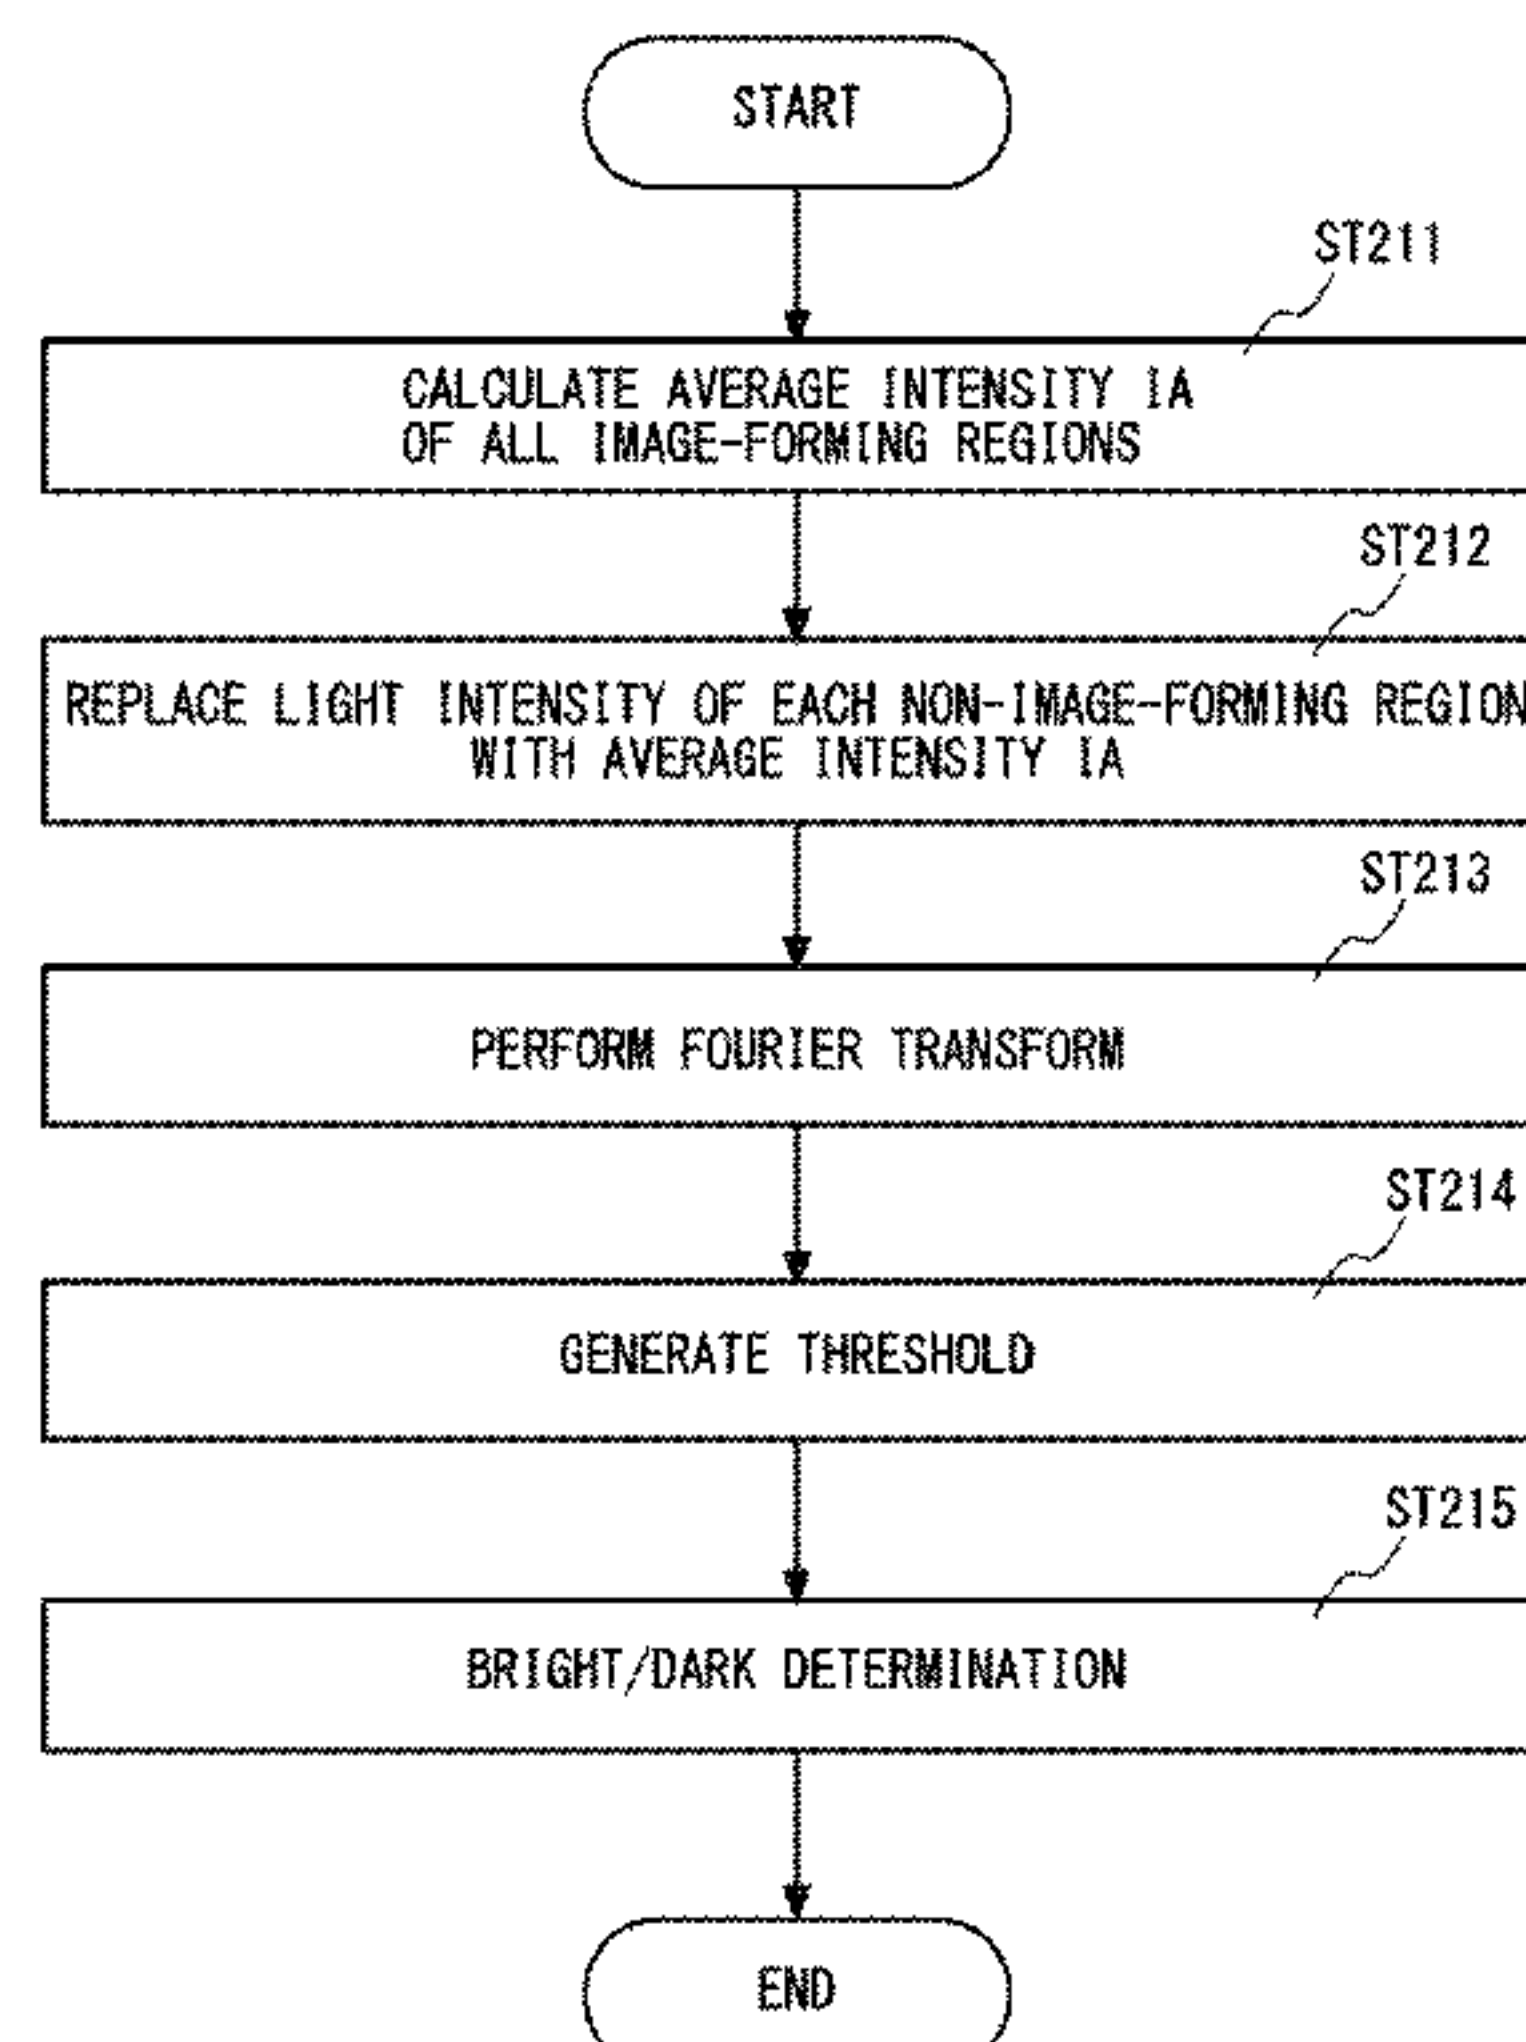 START
ST211
CALCULATE AVERAGE INTENSITY IA
OF ALL IMAGE-FORMING REGIONS
ST212
REPLACE LIGHT INTENSITY OF EACH NON-IMAGE-FORMING REGION
WITH AVERAGE INTENSITY IA
ST213
PERFORM FOURIER TRANSFORM
ST214
GENERATE THRESHOLD
ST215
BRIGHT/DARK DETERMINATION
END